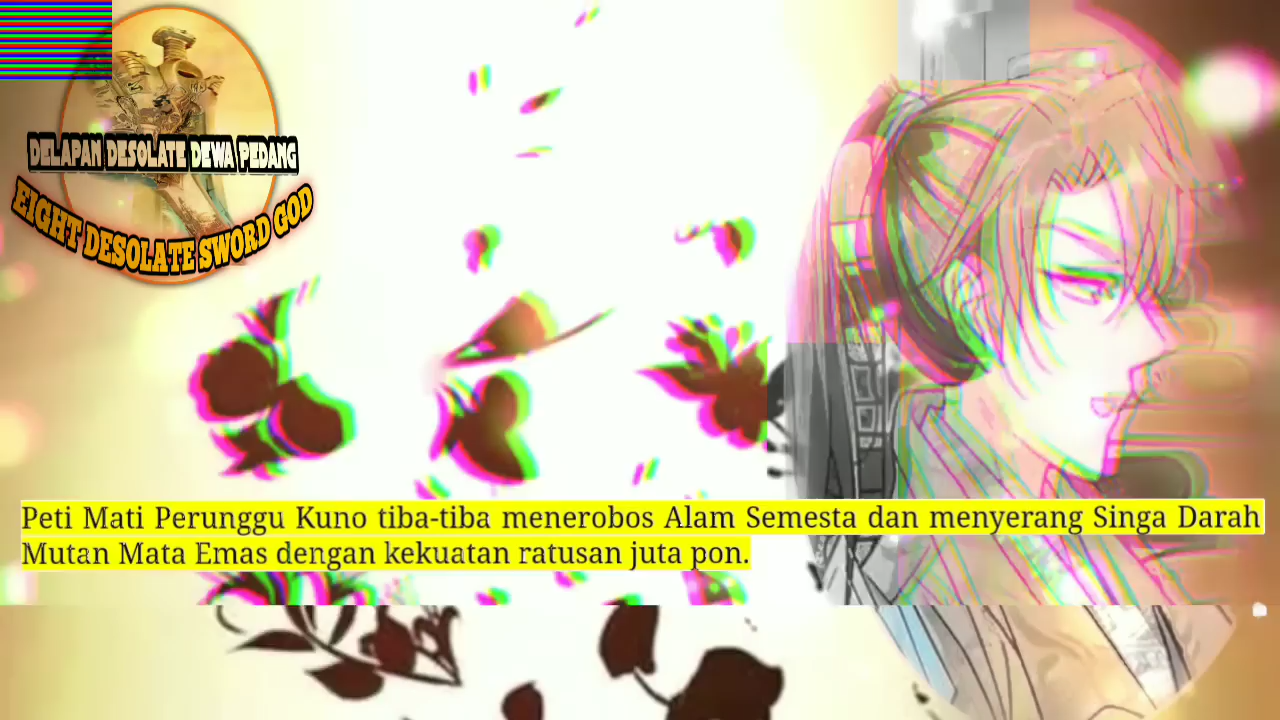 DELAPAN DESOLATE DEWA PEDANG
EIGHT DESOLATE SWORD GOD
Peti Mati Perunggu Kuno tiba-tiba menerobos Alam Semesta dan menyerang Singa Darah
Mutan Mata Emas dengan kekuatan ratusan juta pon.